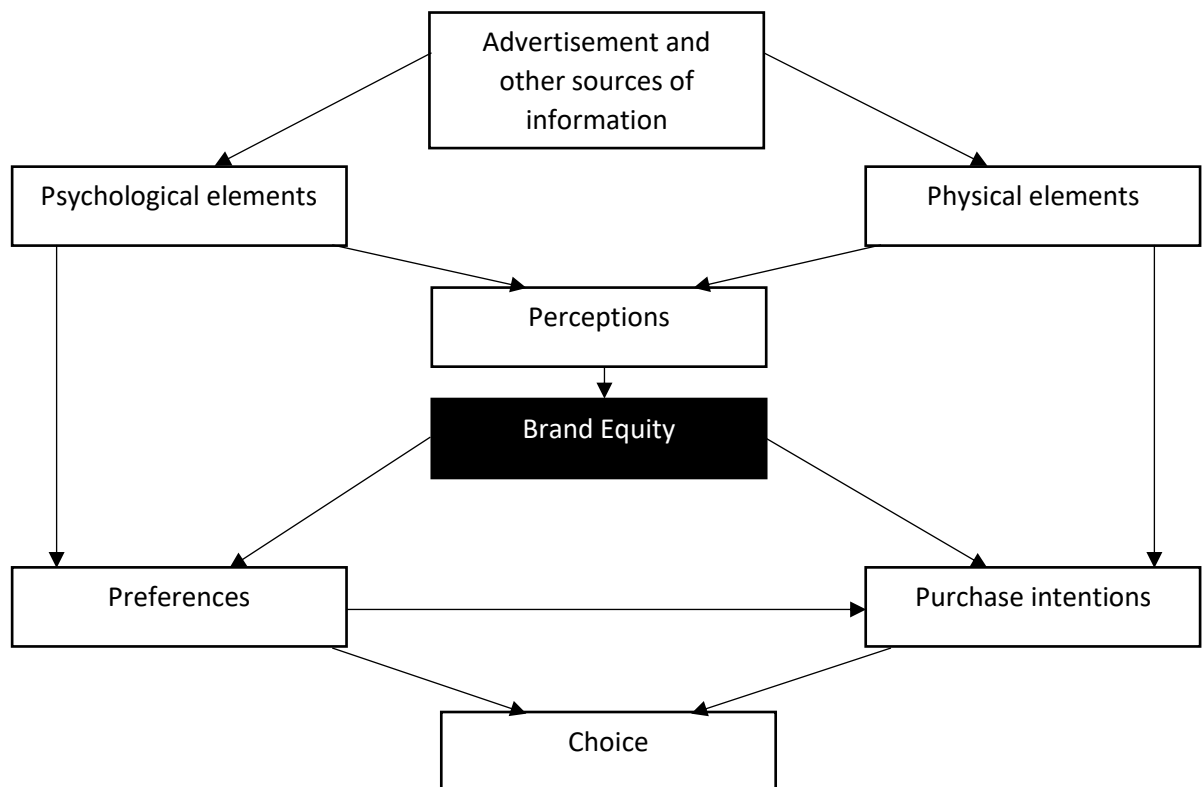 Advertisement and
other sources of
information
Psychological elements
Physical elements
Perceptions
Brand Equity
Preferences
Purchase intentions
Choice